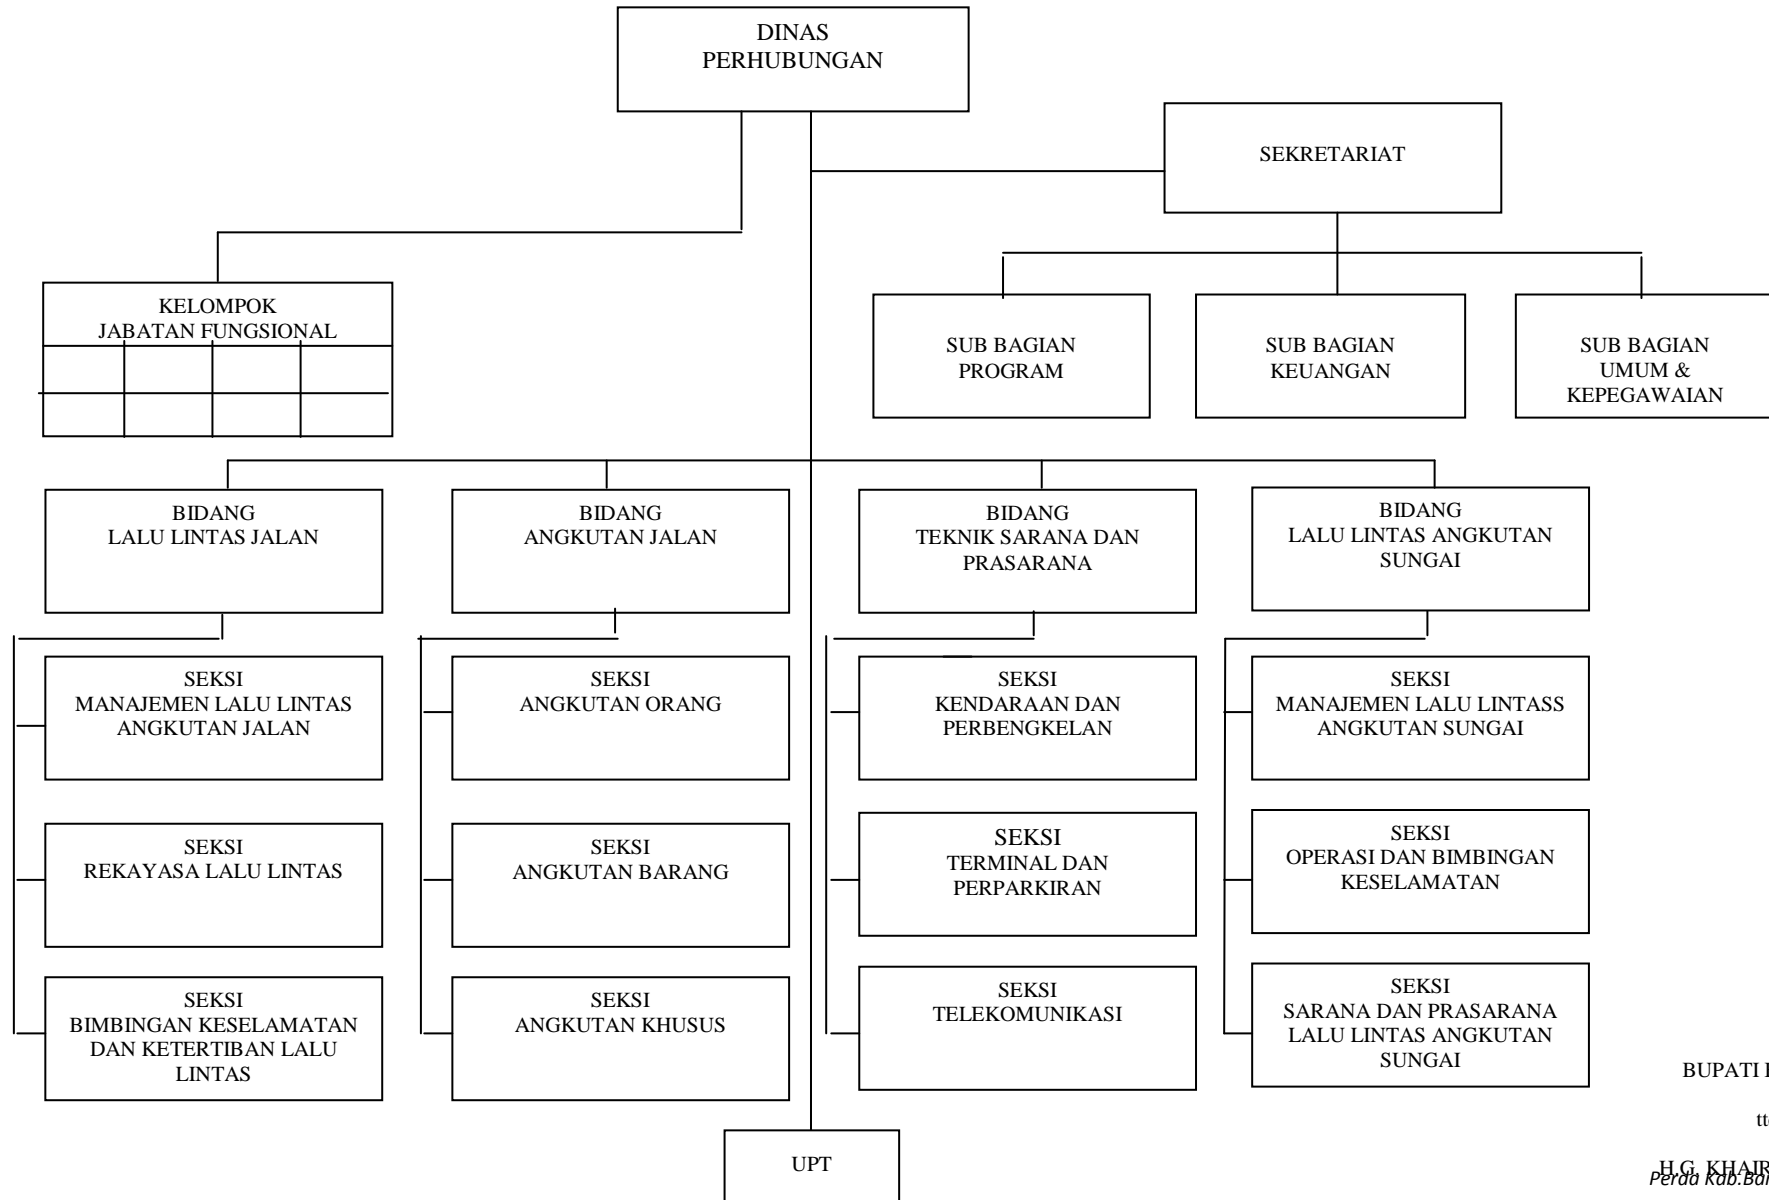 DINAS
PERHUBUNGAN
SEKRETARIAT
KELOMPOK
JABATAN FUNGSIONAL
SUB BAGIAN
PROGRAM
SUB BAGIAN
KEUANGAN
SUB BAGIAN
UMUM &
KEPEGAWAIAN
BIDANG
LALU LINTAS JALAN
BIDANG
ANGKUTAN JALAN
BIDANG
TEKNIK SARANA DAN
PRASARANA
BIDANG
LALU LINTAS ANGKUTAN
SUNGAI
SEKSI
MANAJEMEN LALU LINTAS
ANGKUTAN JALAN
SEKSI
ANGKUTAN ORANG
SEKSI
KENDARAAN DAN
PERBENGKELAN
SEKSI
MANAJEMEN LALU LINTASS
ANGKUTAN SUNGAI
SEKSI
REKAYASA LALU LINTAS
SEKSI
ANGKUTAN BARANG
SEKSI
TERMINAL DAN
PERPARKIRAN
SEKSI
OPERASI DAN BIMBINGAN
KESELAMATAN
SEKSI
BIMBINGAN KESELAMATAN
DAN KETERTIBAN LALU
LINTAS
SEKSI
ANGKUTAN KHUSUS
SEKSI
TELEKOMUNIKASI
SEKSI
SARANA DAN PRASARANA
LALU LINTAS ANGKUTAN
SUNGAI
UPT
BUPATI
H.G.
Perda Kab.